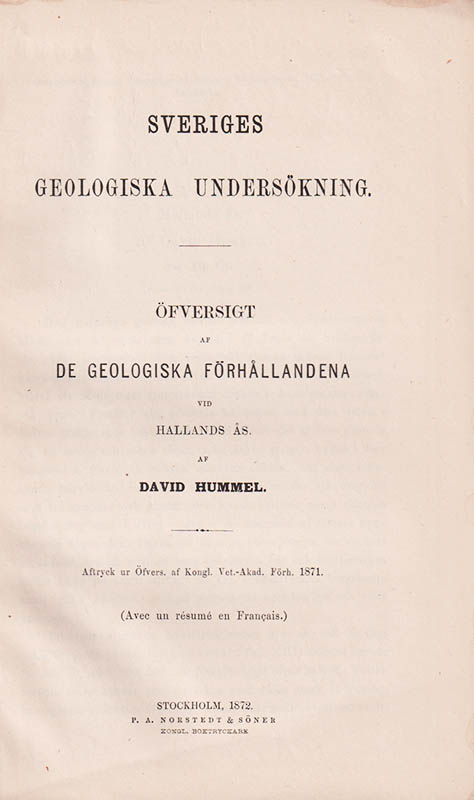 SVERIGES
GEOLOGISKA UNDERSÖKNING.
ÖFVERSIGT
AF
DE GEOLOGISKA FÖRHÅLLANDENA
VID
HALLANDS ÅS.
AF
DAVID HUMMEL.
Aftryck ur Öfvers. af Kongl. Vet.-Akad. Förh. 1871.
(Avec un résumé en Français.)
STOCKHOLM, 1872.
P. A. NORSTEDT & SÖNER
KONGL. BOKTRYCKARE